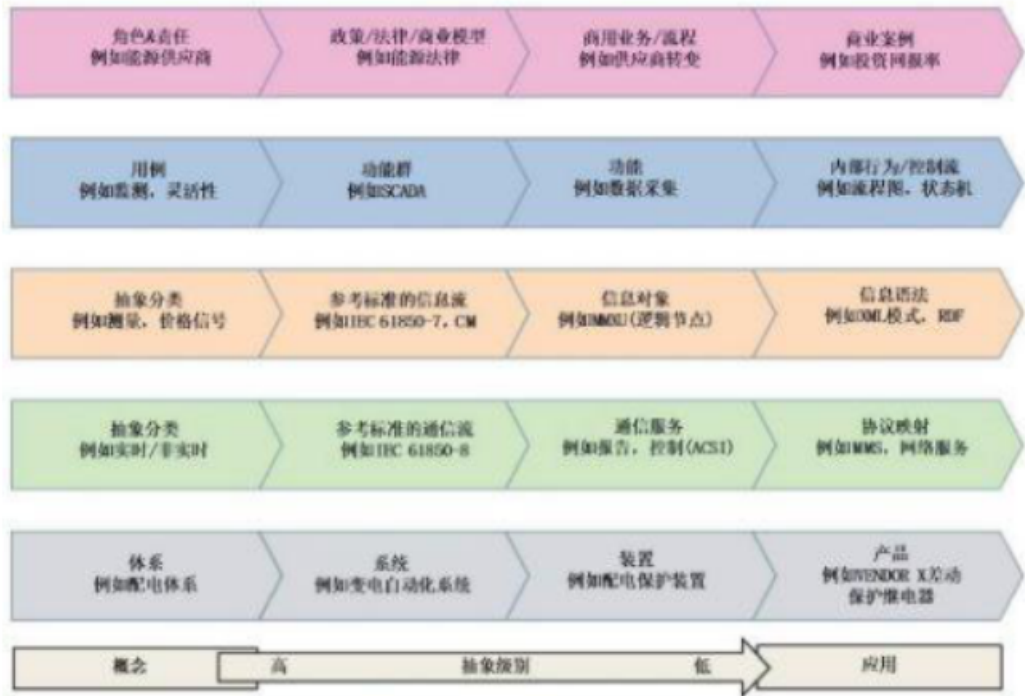 角色&责任
例如能源供应商
政策/法律/商业模型
例如能源法律
商用业务/流程
例如供应商转变
商业案例
例如投资回报率
用例
例如监测, 灵活性
功能群
例如SCADA
功能
例如数据采集
内部行为/控制流
例如流程图, 状态机
抽象分类
例如测量, 价格信号
参考标准的信息流
例如IEC 61850-7, CM
信息对象
例如MMXU(逻辑节点)
信息语法
例如XML模式, RDF
抽象分类
例如实时/非实时
参考标准的通信流
例如IEC 61850-8
通信服务
例如报告, 控制(ACSI)
协议映射
例如MMS, 网络服务
体系
例如配电体系
系统
例如变电自动化系统
装置
例如配电保护装置
产品
例如VENDOR X差动
保护继电器
概念
高 抽象级别 低
应用